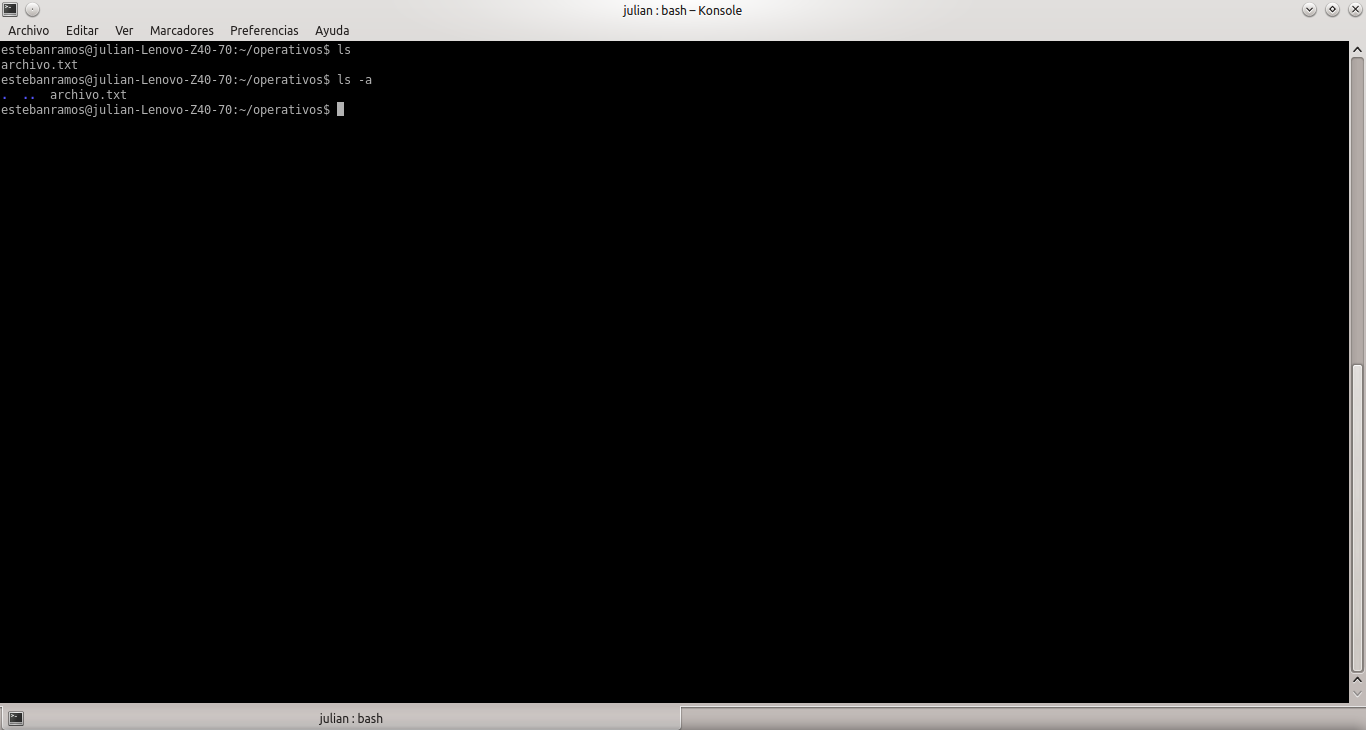 julian : bash – Konsole
Archivo Editar Ver Marcadores Preferencias Ayuda
estebanramos@julian-Lenovo-Z40-70:~/operativos$ ls
archivo.txt
estebanramos@julian-Lenovo-Z40-70:~/operativos$ ls -a
.  ..  archivo.txt
estebanramos@julian-Lenovo-Z40-70:~/operativos$
julian : bash